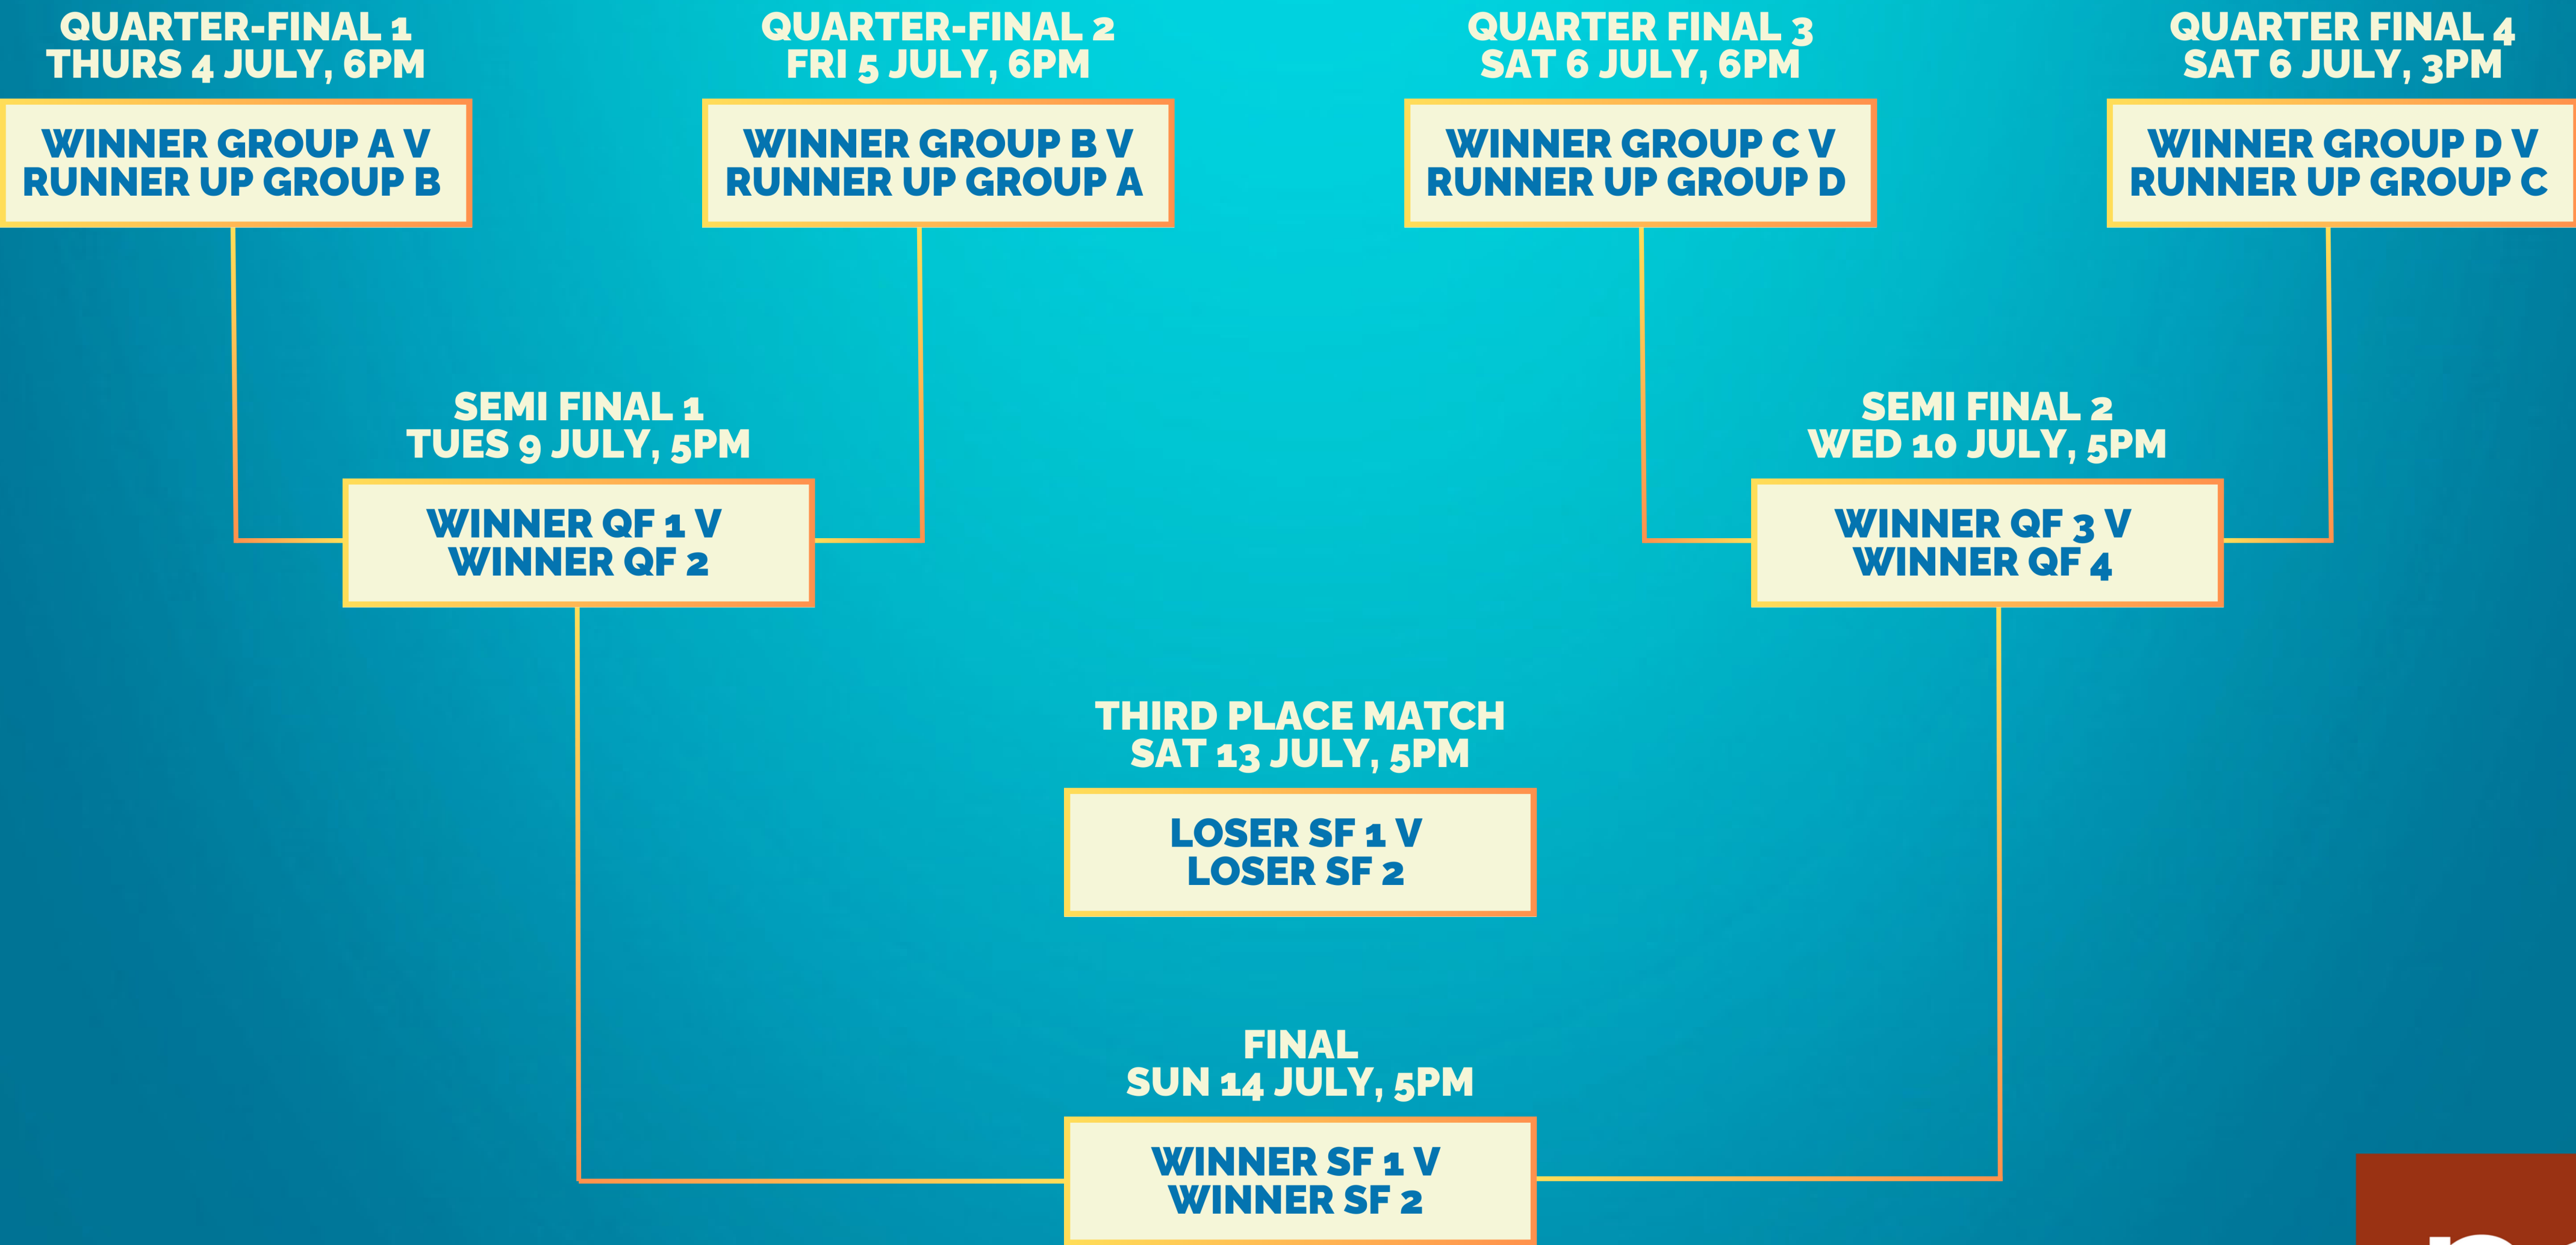 QUARTER-FINAL 1
THURS 4 JULY, 6PM
WINNER GROUP A V
RUNNER UP GROUP B
QUARTER-FINAL 2
FRI 5 JULY, 6PM
WINNER GROUP B V
RUNNER UP GROUP A
QUARTER FINAL 3
SAT 6 JULY, 6PM
WINNER GROUP C V
RUNNER UP GROUP D
QUARTER FINAL 4
SAT 6 JULY, 3PM
WINNER GROUP D V
RUNNER UP GROUP C
SEMI FINAL 1
TUES 9 JULY, 5PM
WINNER QF 1 V
WINNER QF 2
SEMI FINAL 2
WED 10 JULY, 5PM
WINNER QF 3 V
WINNER QF 4
THIRD PLACE MATCH
SAT 13 JULY, 5PM
LOSER SF 1 V
LOSER SF 2
FINAL
SUN 14 JULY, 5PM
WINNER SF 1 V
WINNER SF 2